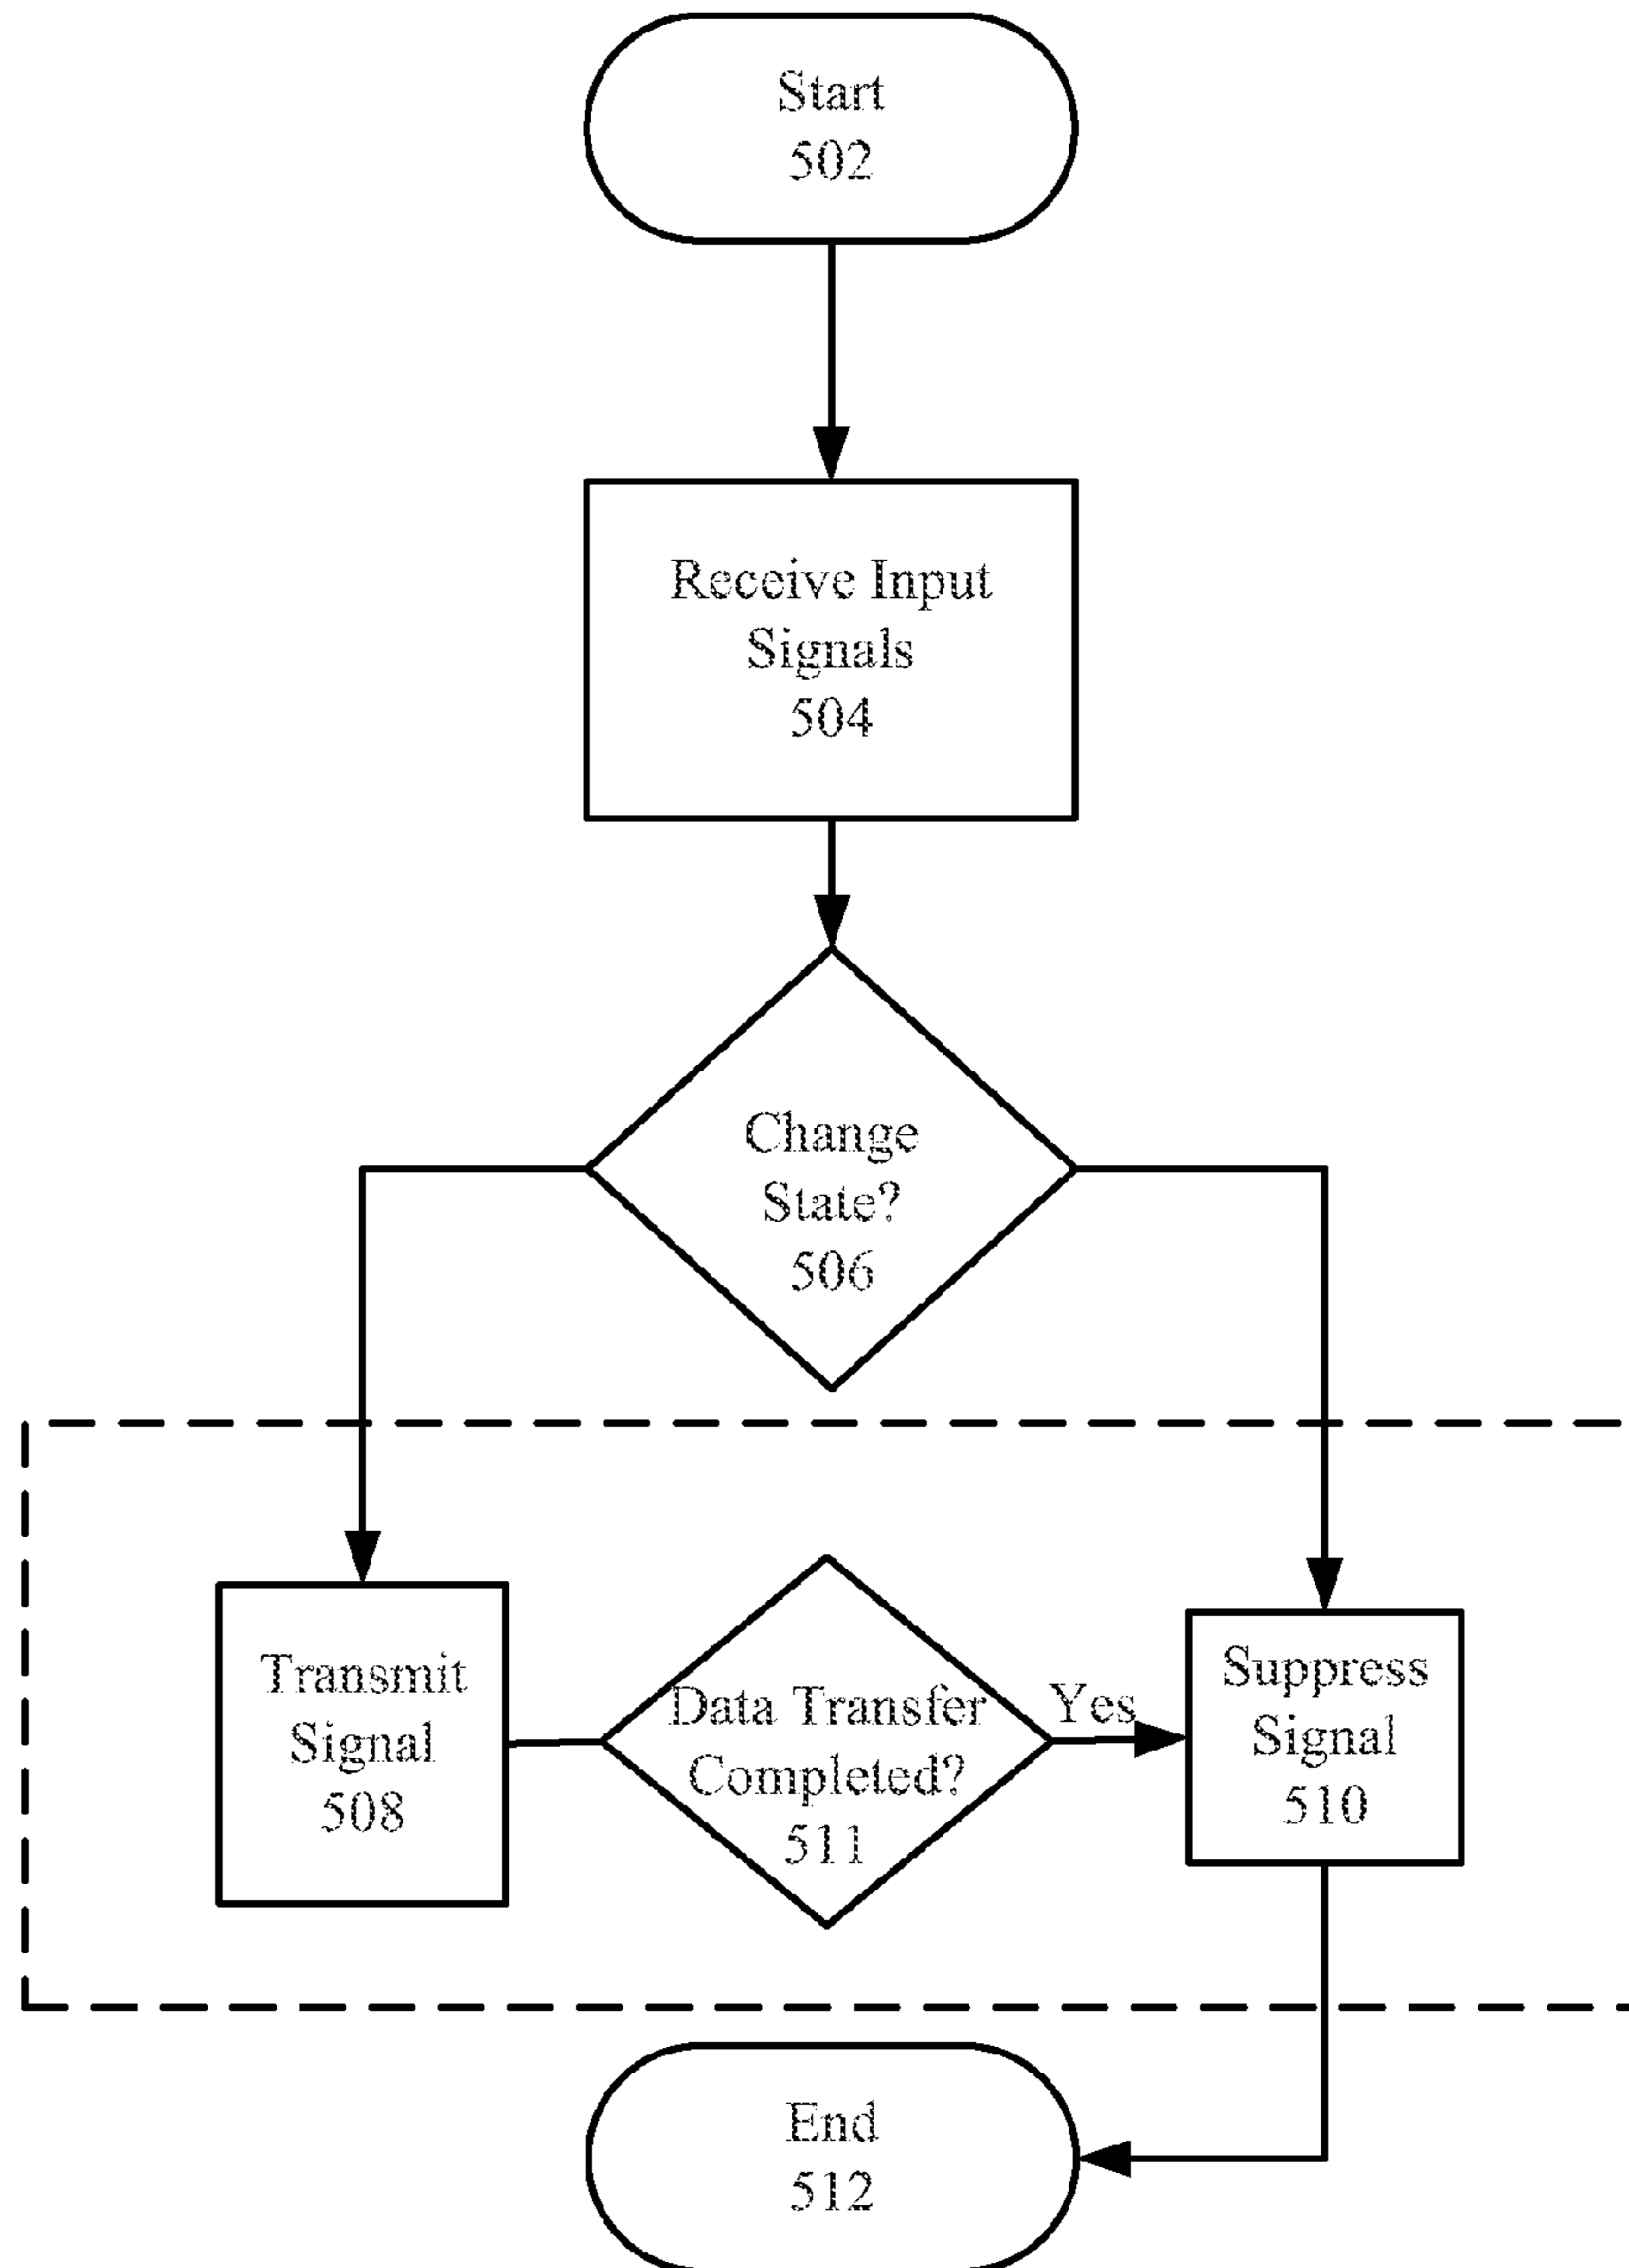 Start
502
Receive Input
Signals
504
Change
State?
506
Transmit
Signal
508
Data Transfer
Completed?
511
Yes
Suppress
Signal
510
End
512